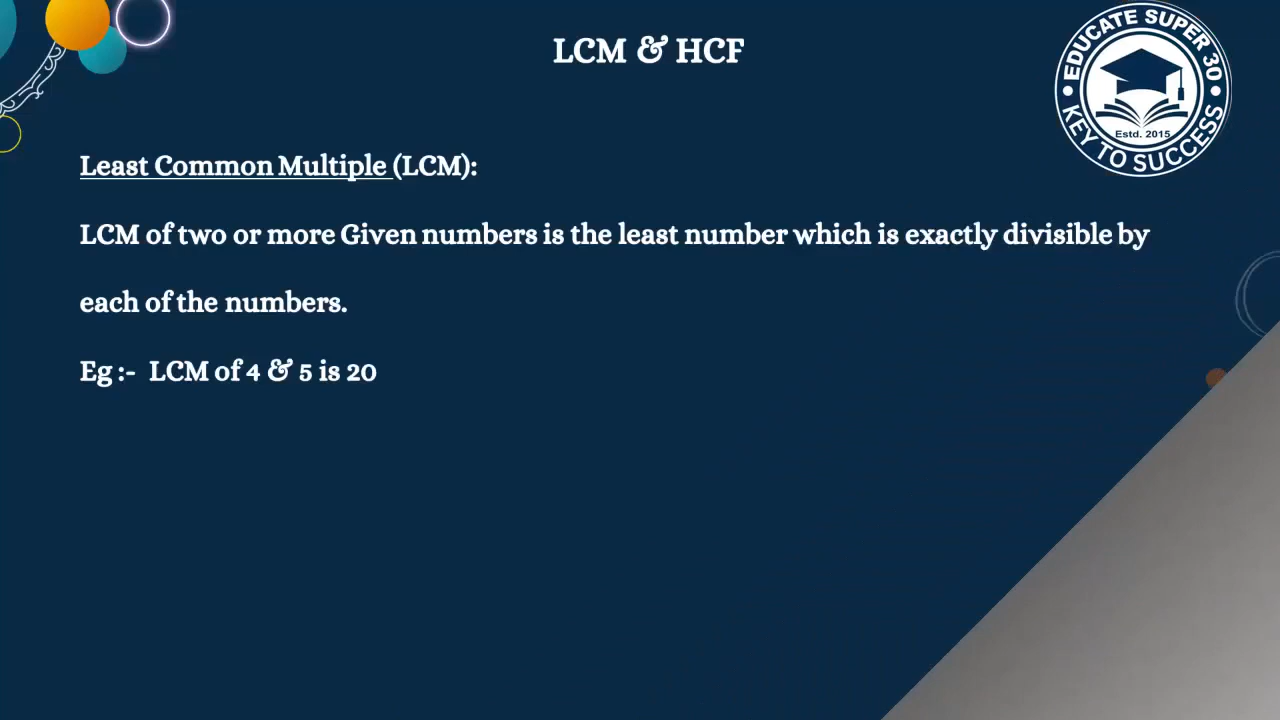 LCM & HCF
EDUCATE SUPER 30
Estd. 2015
KEY TO SUCCESS
Least Common Multiple (LCM):
LCM of two or more Given numbers is the least number which is exactly divisible by
each of the numbers.
Eg :- LCM of 4 & 5 is 20